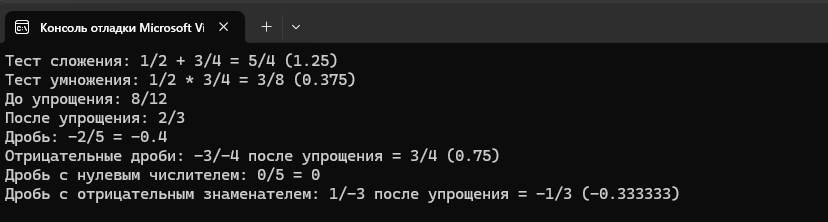 Консоль отладки Microsoft Vi
Тест сложения: 1/2 + 3/4 = 5/4 (1.25)
Тест умножения: 1/2 * 3/4 = 3/8 (0.375)
До упрощения: 8/12
После упрощения: 2/3
Дробь: -2/5 = -0.4
Отрицательные дроби: -3/-4 после упрощения = 3/4 (0.75)
Дробь с нулевым числителем: 0/5 = 0
Дробь с отрицательным знаменателем: 1/-3 после упрощения = -1/3 (-0.333333)